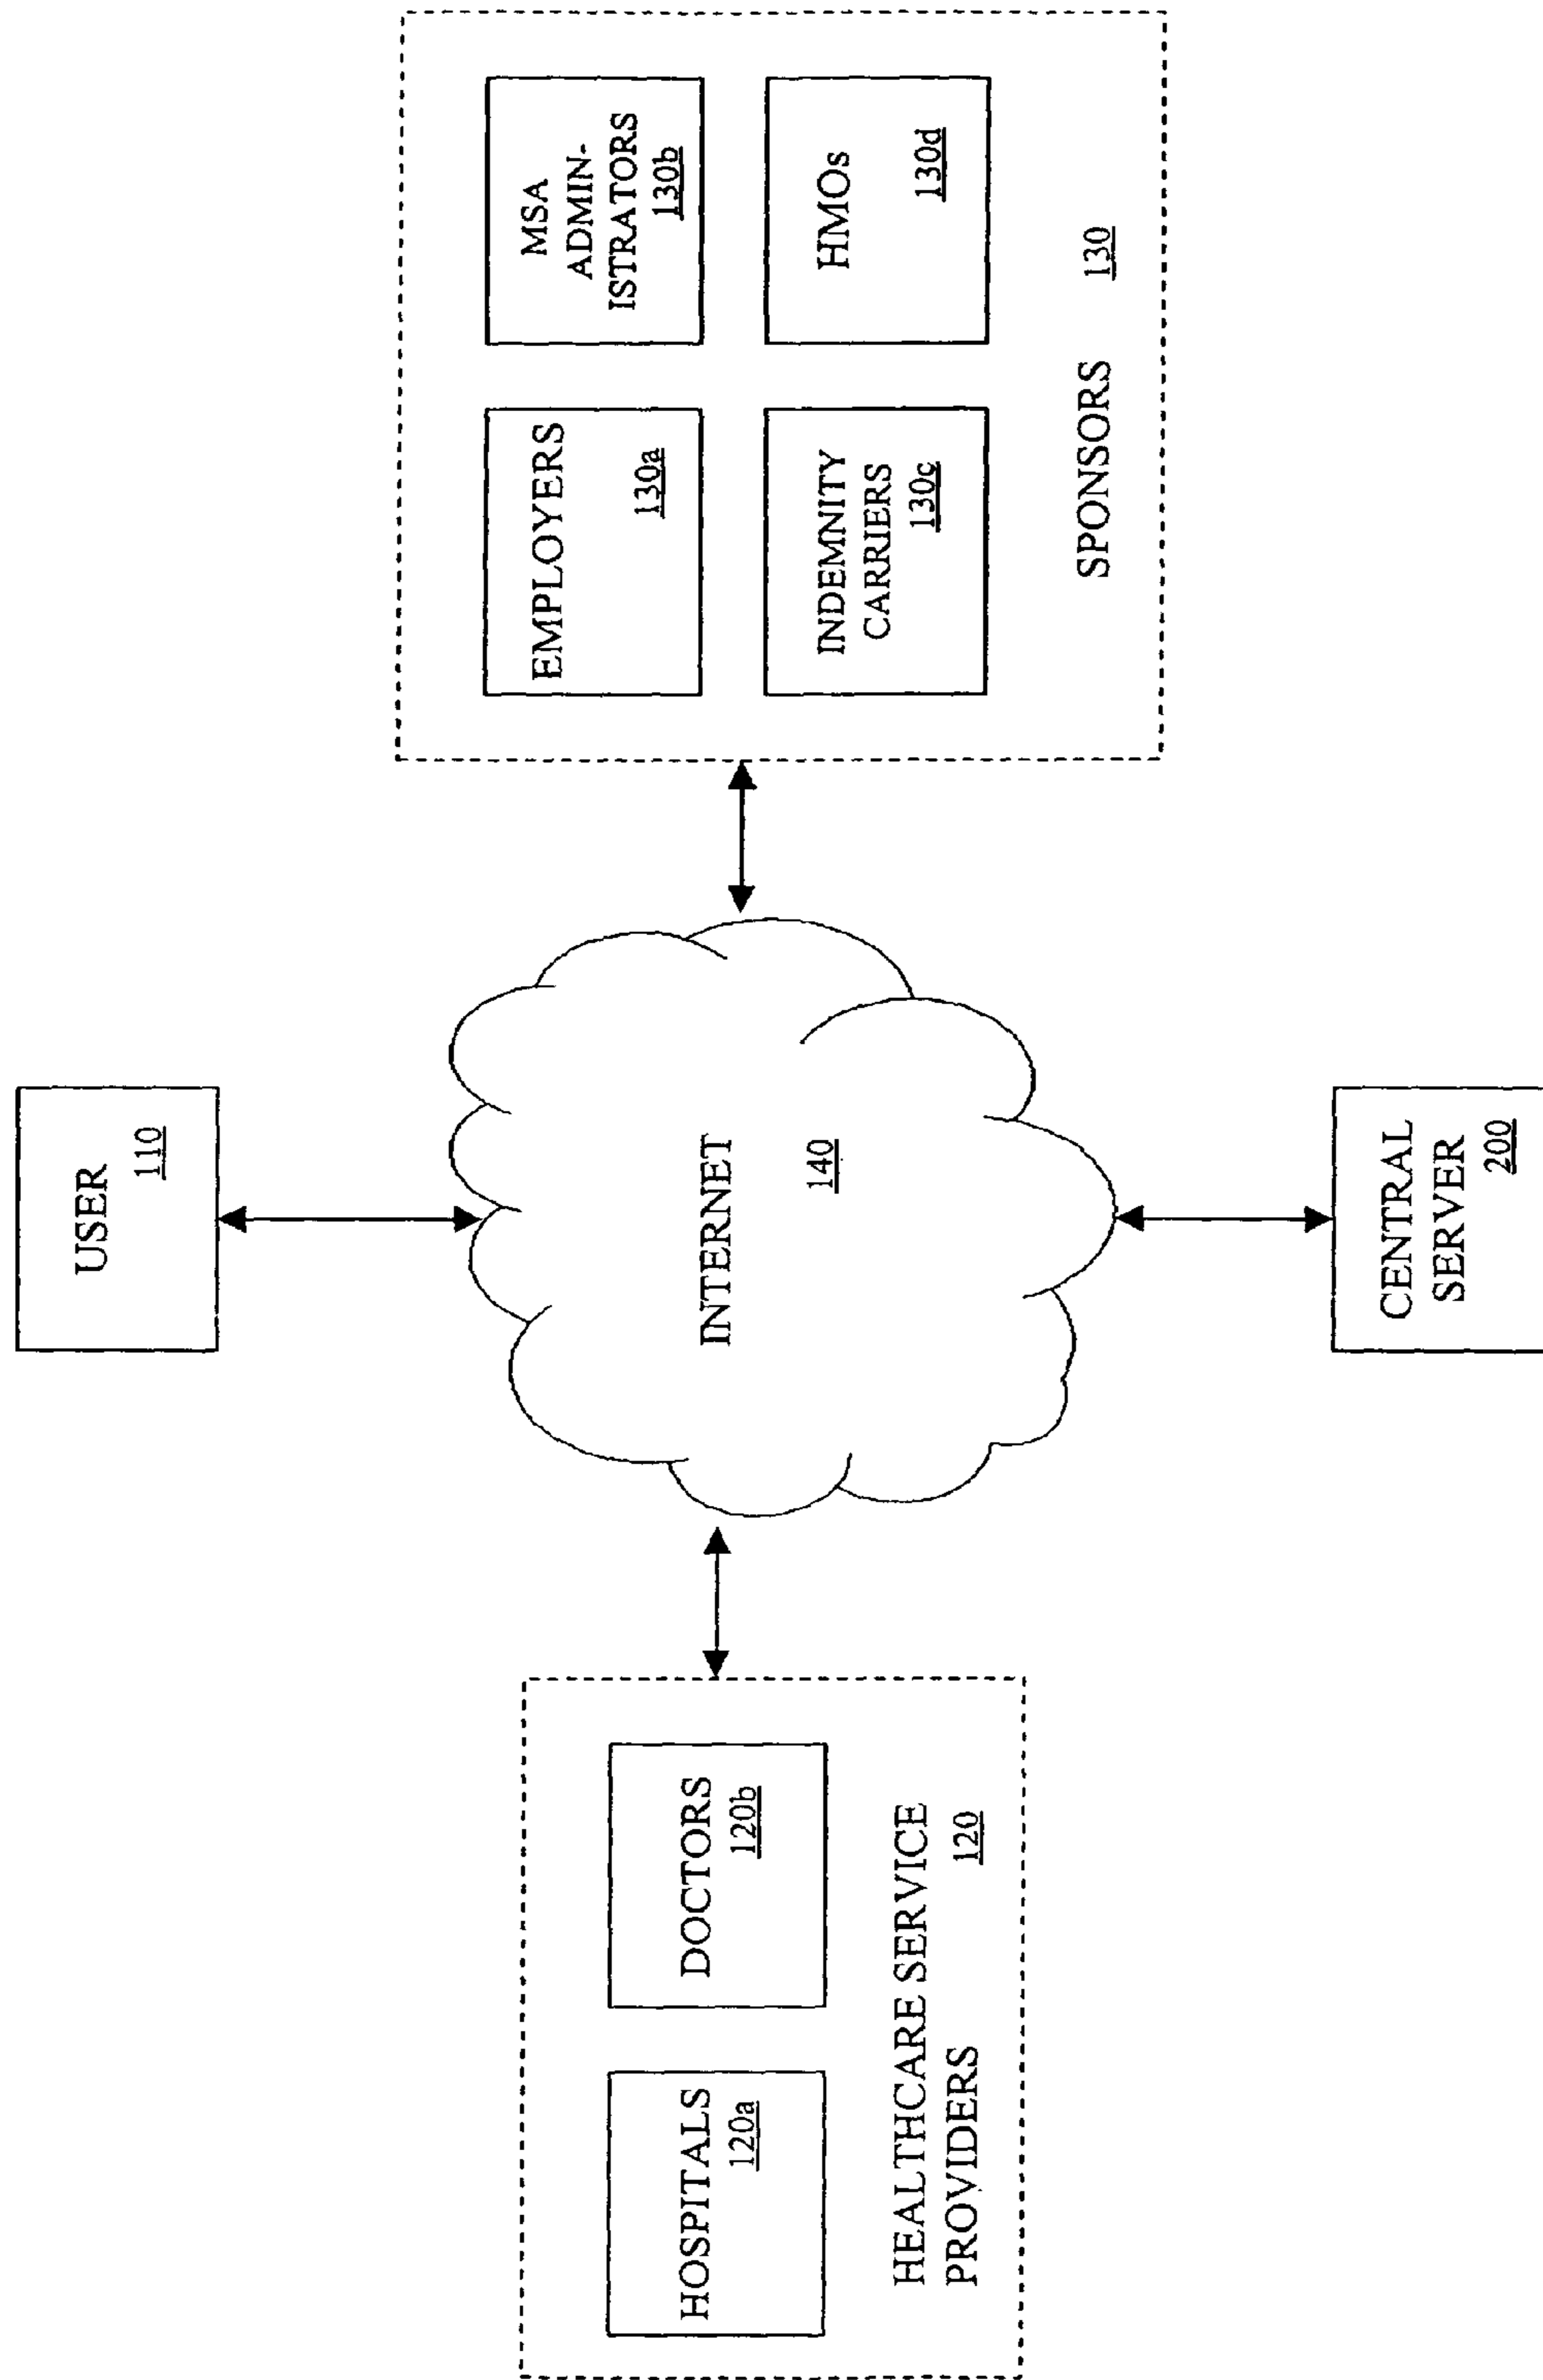 USER
110
HOSPITALS
120a
DOCTORS
120b
HEALTHCARE SERVICE
PROVIDERS
120
INTERNET
140
EMPLOYERS
130a
MSA
ADMIN-
ISTRATORS
130b
INDEMNITY
CARRIERS
130c
HMOs
130d
SPONSORS
130
CENTRAL
SERVER
200